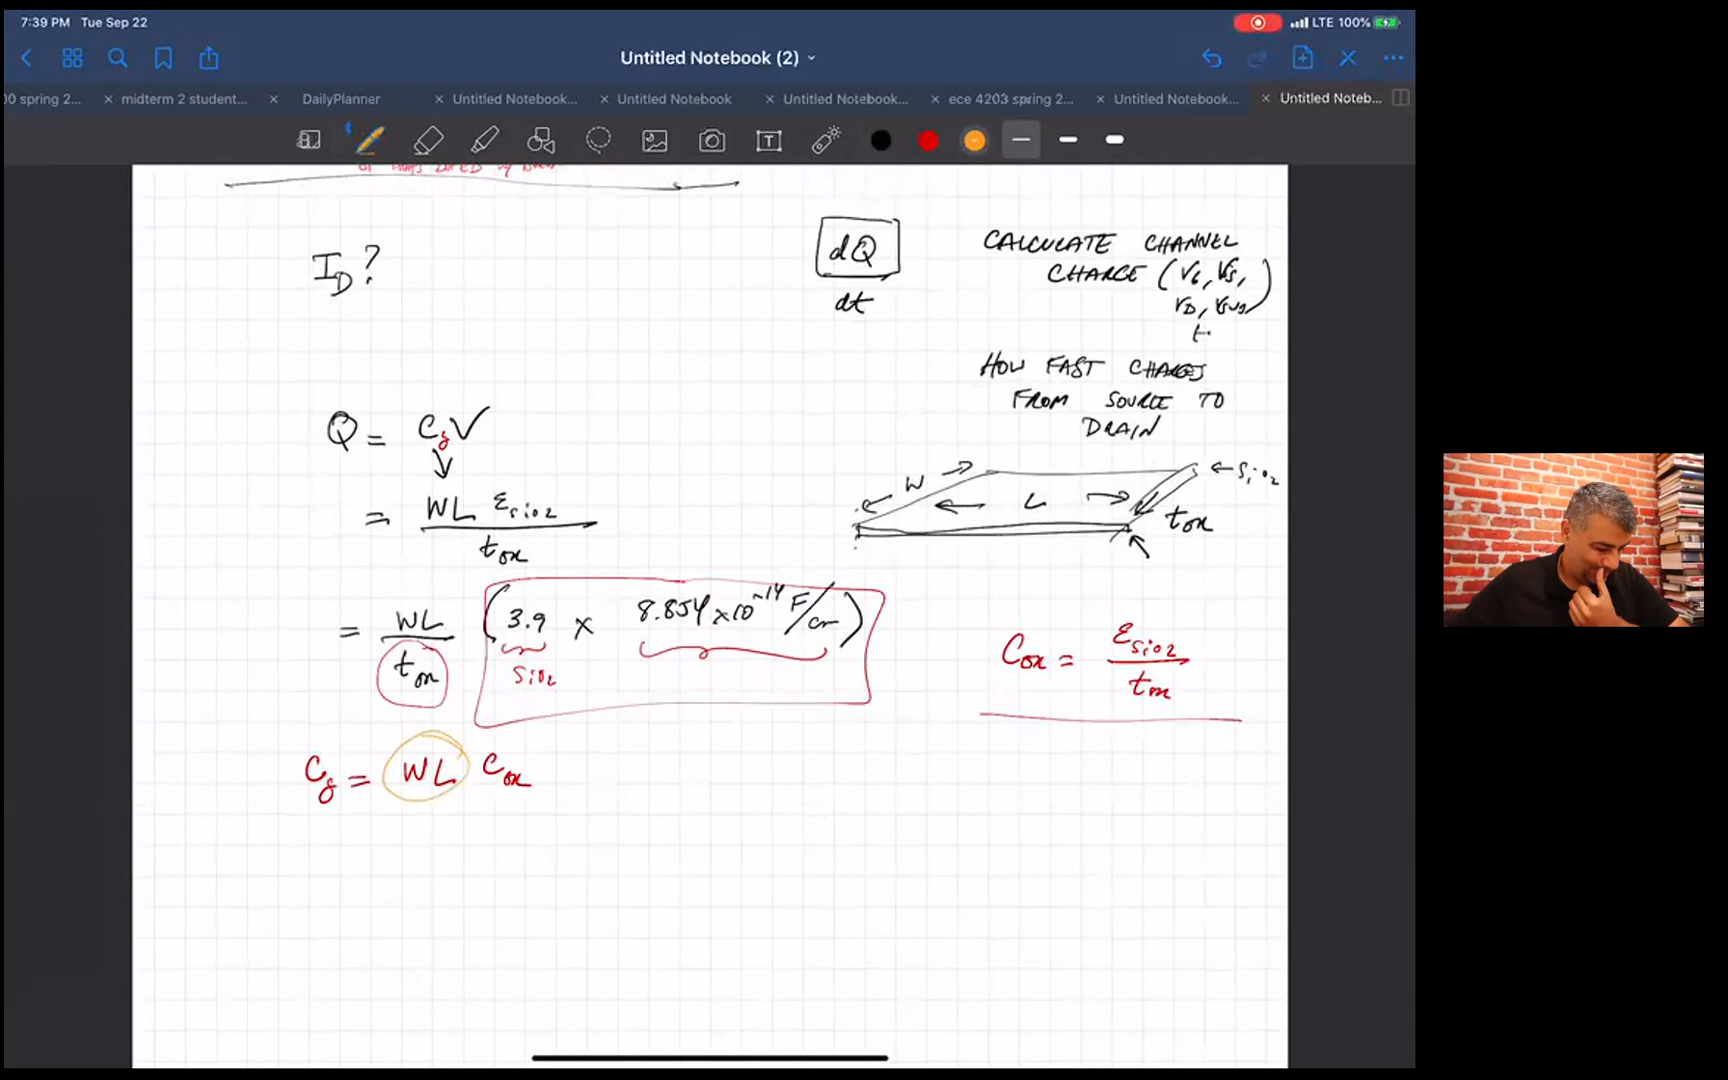 7:39 PM Tue Sep 22
LTE 100%
Untitled Notebook (2)
00 spring 2...
midterm 2 student...
DailyPlanner
Untitled Notebook...
Untitled Notebook
Untitled Notebook...
ece 4203 spring 2...
Untitled Notebook...
Untitled Noteb...
I_D?
dQ
dt
CALCULATE CHANNEL
CHARGE (V_G, V_S,
V_D, V_SUB)
t
HOW FAST CHARGES
FROM SOURCE TO
DRAIN
Q = C_g V
= WL ε_SiO2
t_ox
W
L
SiO2
t_ox
= WL (3.9 × 8.854×10^-14 F/cm)
t_ox
SiO2
C_ox = ε_SiO2
t_ox
C_g = WL C_ox